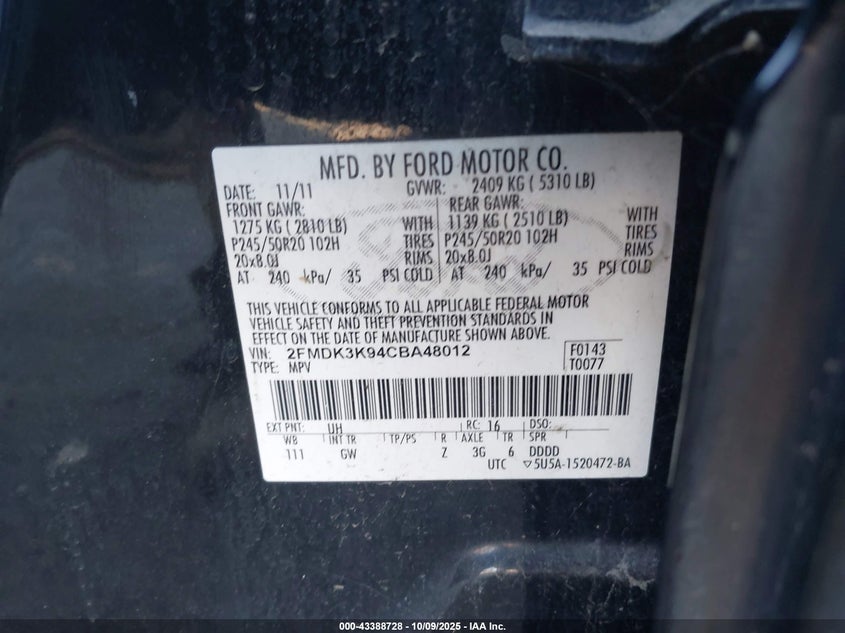 MFD. BY FORD MOTOR CO.
DATE: 11/11 GVWR: 2409 KG ( 5310 LB)
FRONT GAWR: REAR GAWR:
1275 KG ( 2810 LB) WITH 1139 KG ( 2510 LB) WITH
P245/50R20 102H TIRES P245/50R20 102H TIRES
20x8.0J RIMS 20x8.0J RIMS
AT 240 kPa/ 35 PSI COLD AT 240 kPa/ 35 PSI COLD
THIS VEHICLE CONFORMS TO ALL APPLICABLE FEDERAL MOTOR
VEHICLE SAFETY AND THEFT PREVENTION STANDARDS IN
EFFECT ON THE DATE OF MANUFACTURE SHOWN ABOVE.
VIN: 2FMDK3K94CBA48012 F0143
TYPE: MPV T0077
EXT PNT: UH RC: 16 DSO:
WB INT TR TP/PS R AXLE TR SPR
111 GW Z 3G 6 DDDD
UTC ▽5U5A-1520472-BA
000-43388728 - 10/09/2025 - IAA Inc.